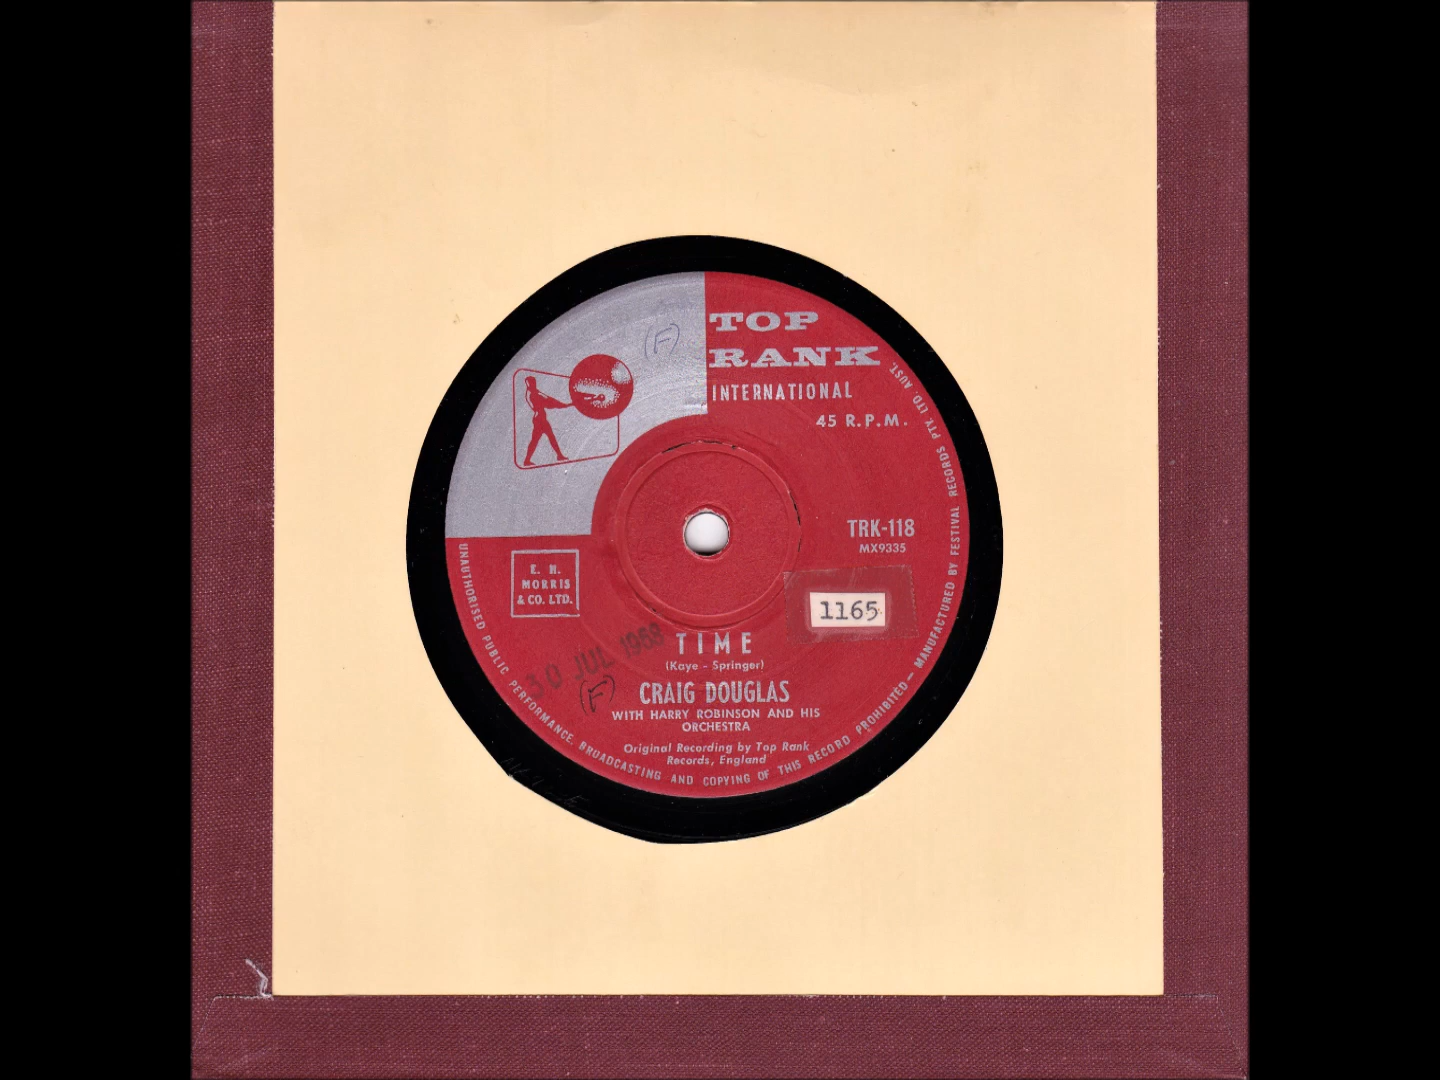 (F)
TOP
RANK
INTERNATIONAL
45 R.P.M.
TRK-118
MX9335
E. H.
MORRIS
& CO. LTD.
1165
30 JUL 1963
(F)
TIME
(Kaye - Springer)
CRAIG DOUGLAS
WITH HARRY ROBINSON AND HIS
ORCHESTRA
Original Recording by Top Rank
Records, England
UNAUTHORISED PUBLIC PERFORMANCE, BROADCASTING AND COPYING OF THIS RECORD PROHIBITED — MANUFACTURED BY FESTIVAL RECORDS PTY. LTD. AUST.